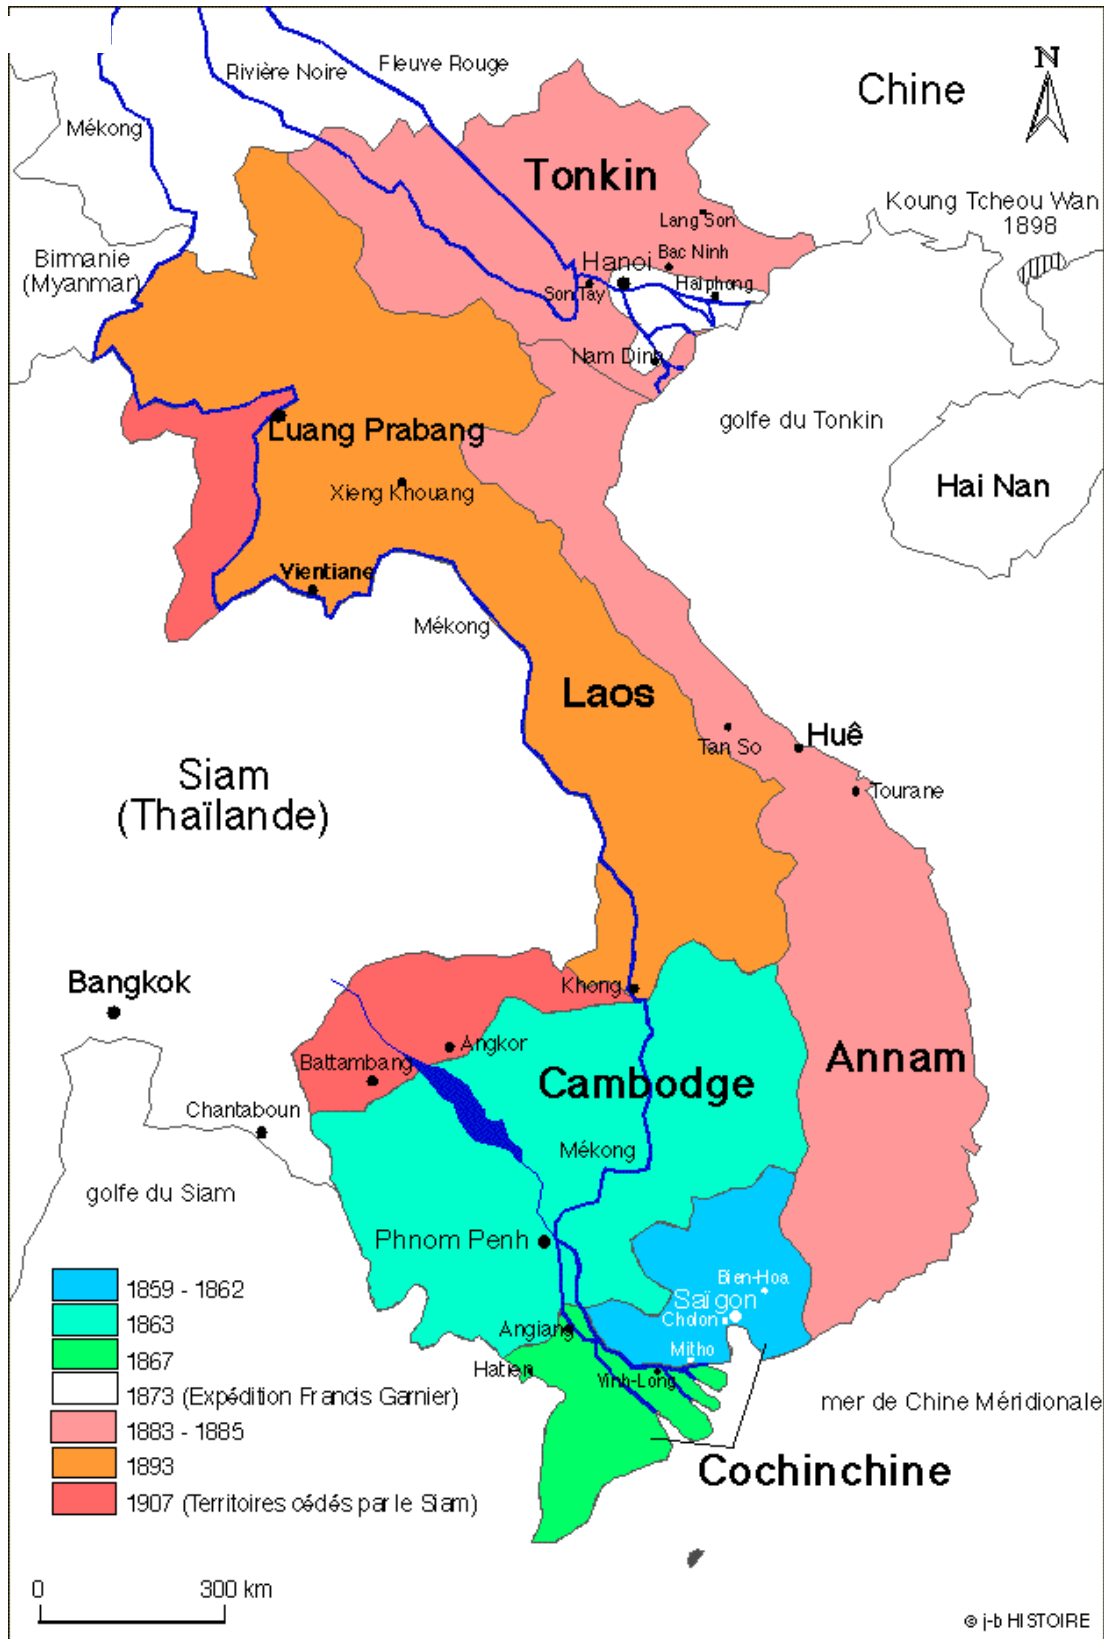 Fleuve Rouge
Rivière Noire
Chine
N
Mékong
Tonkin
Koung Tcheou Wan
1898
Lang Son
Bac Ninh
Hanoi
Birmanie
(Myanmar)
Haiphong
Son Tay
Nam Dinh
golfe du Tonkin
Luang Prabang
Hai Nan
Xieng Khouang
Vientiane
Mékong
Laos
Huê
Tan So
Siam
(Thaïlande)
Tourane
Bangkok
Khong
Angkor
Battambang
Annam
Cambodge
Chantaboun
Mékong
golfe du Siam
Phnom Penh
Bien-Hoa
Saïgon
Cholon
Angiang
Mitho
Hatien
Vinh-Long
mer de Chine Méridionale
Cochinchine
1859 - 1862
1863
1867
1873 (Expédition Francis Garnier)
1883 - 1885
1893
1907 (Territoires cédés par le Siam)
0 300 km
© j-b HISTOIRE